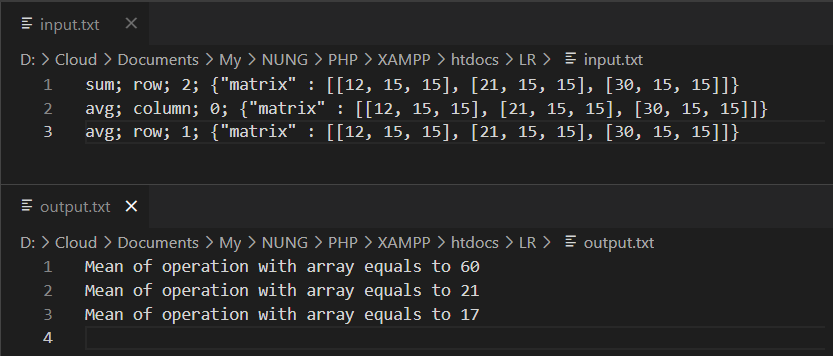 input.txt ×
D: > Cloud > Documents > My > NUNG > PHP > XAMPP > htdocs > LR > input.txt
1 sum; row; 2; {"matrix" : [[12, 15, 15], [21, 15, 15], [30, 15, 15]]}
2 avg; column; 0; {"matrix" : [[12, 15, 15], [21, 15, 15], [30, 15, 15]]}
3 avg; row; 1; {"matrix" : [[12, 15, 15], [21, 15, 15], [30, 15, 15]]}
output.txt ×
D: > Cloud > Documents > My > NUNG > PHP > XAMPP > htdocs > LR > output.txt
1 Mean of operation with array equals to 60
2 Mean of operation with array equals to 21
3 Mean of operation with array equals to 17
4